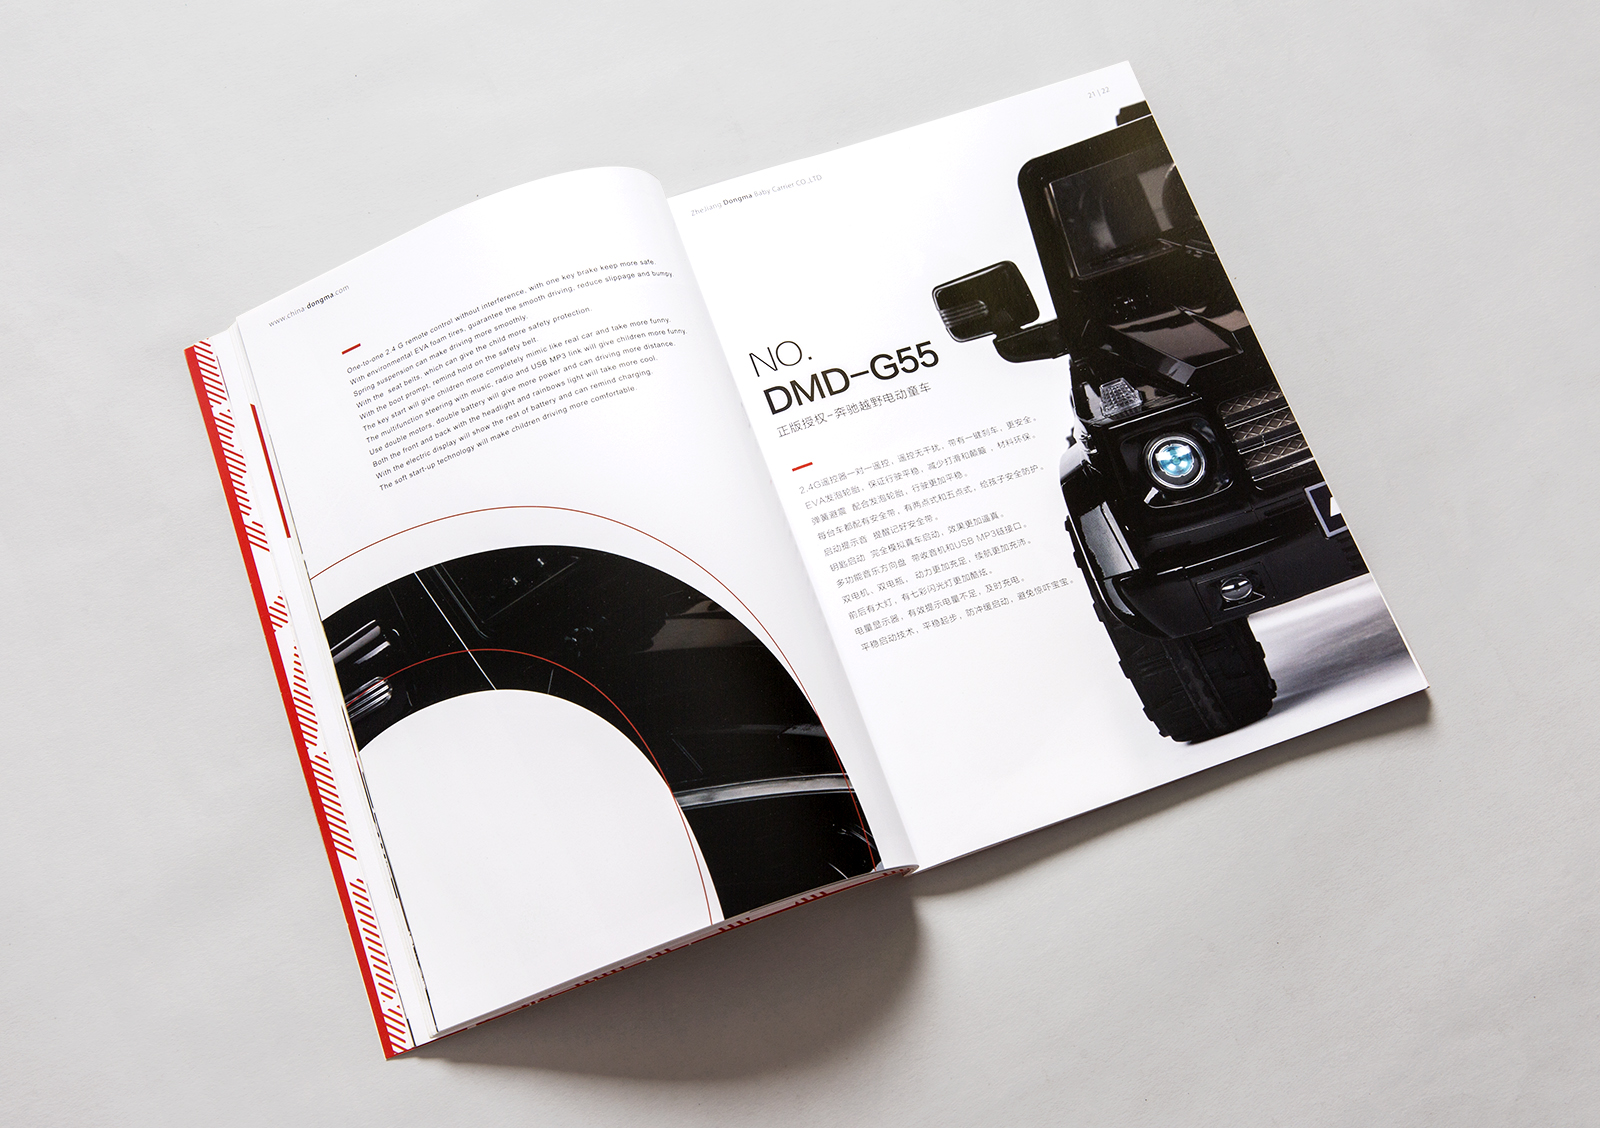 www.china-dongma.com
One-to-one 2.4 G remote control without interference, with one key brake keep more safe.
With environmental EVA foam tires, guarantee the smooth driving, reduce slippage and bumpy
Spring suspension can make driving more smoothly.
With the seat belts, which can give the child more safety protection.
With the boot prompt, remind hold on the safety belt.
The key start will give children more completely mimic like real car and take more funny.
The multifunction steering with music, radio and USB MP3 link will give children more funny.
Use double motors, double battery will give more power and can driving more distance.
Both the front and back with the headlight and rainbows light will take more cool.
With the electric display will show the rest of battery and can remind charging.
The soft start-up technology will make children driving more comfortable.
21 | 22
ZheJiang Dongma Baby Carrier CO.,LTD
NO.
DMD-G55
正版授权-奔驰越野电动童车
2.4G遥控器一对一遥控，遥控无干扰，带有一键刹车，更安全。
EVA发泡轮胎，保证行驶平稳，减少打滑和颠簸，材料环保。
弹簧避震 配合发泡轮胎，行驶更加平稳。
每台车都配有安全带，有两点式和五点式，给孩子安全防护。
启动提示音 提醒记好安全带。
钥匙启动 完全模拟真车启动，效果更加逼真。
多功能音乐方向盘 带收音机和USB MP3链接口。
双电机、双电瓶，动力更加充足，续航更加充沛。
前后有大灯，有七彩闪光灯更加酷炫。
电量显示器，有效提示电量不足，及时充电。
平稳启动技术，平稳起步，防冲缓启动，避免惊吓宝宝。